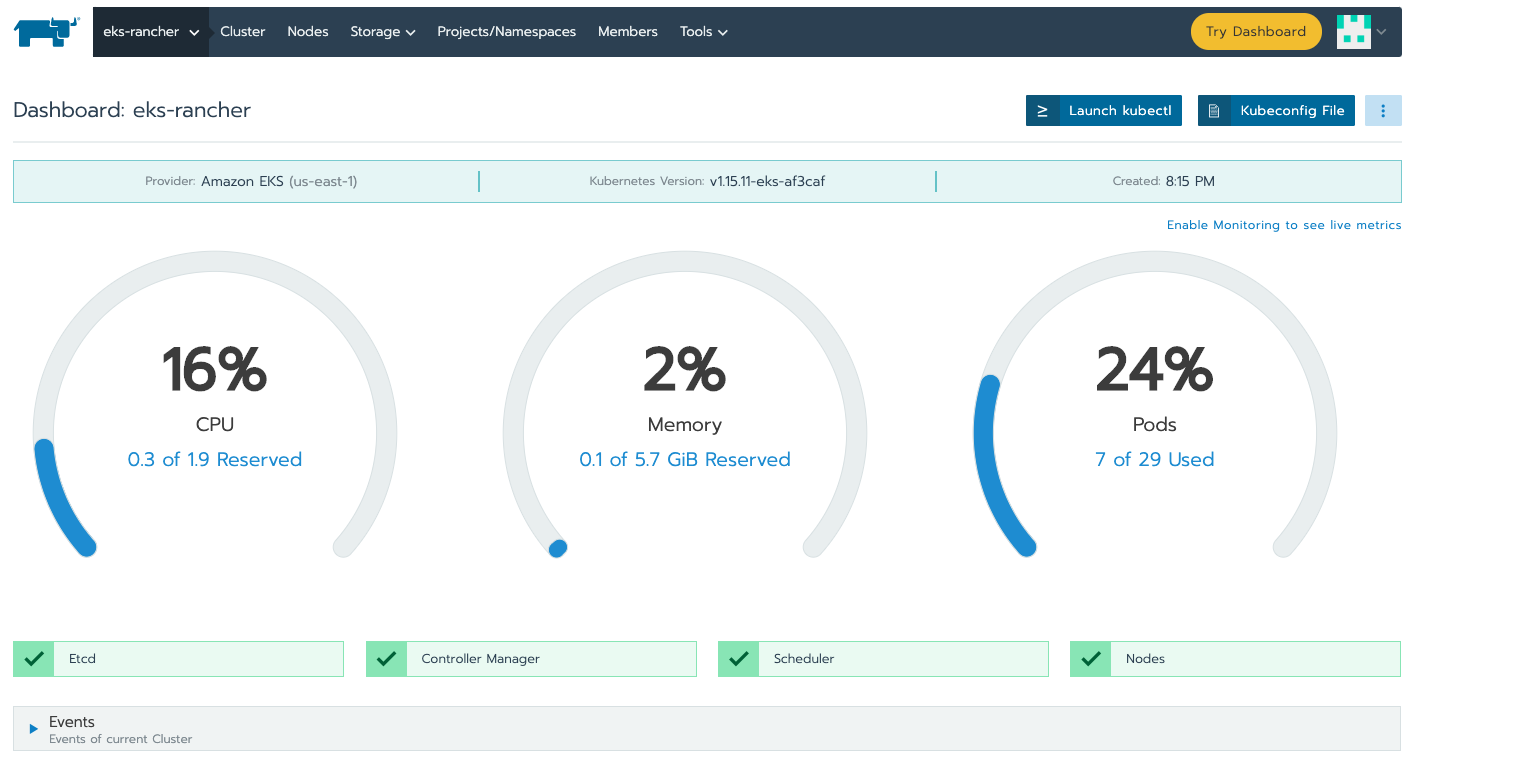 eks-rancher Cluster Nodes Storage Projects/Namespaces Members Tools Try Dashboard
Dashboard: eks-rancher
Launch kubectl Kubeconfig File
Provider: Amazon EKS (us-east-1) Kubernetes Version: v1.15.11-eks-af3caf Created: 8:15 PM
Enable Monitoring to see live metrics
16% 2% 24%
CPU Memory Pods
0.3 of 1.9 Reserved 0.1 of 5.7 GiB Reserved 7 of 29 Used
Etcd Controller Manager Scheduler Nodes
Events
Events of current Cluster